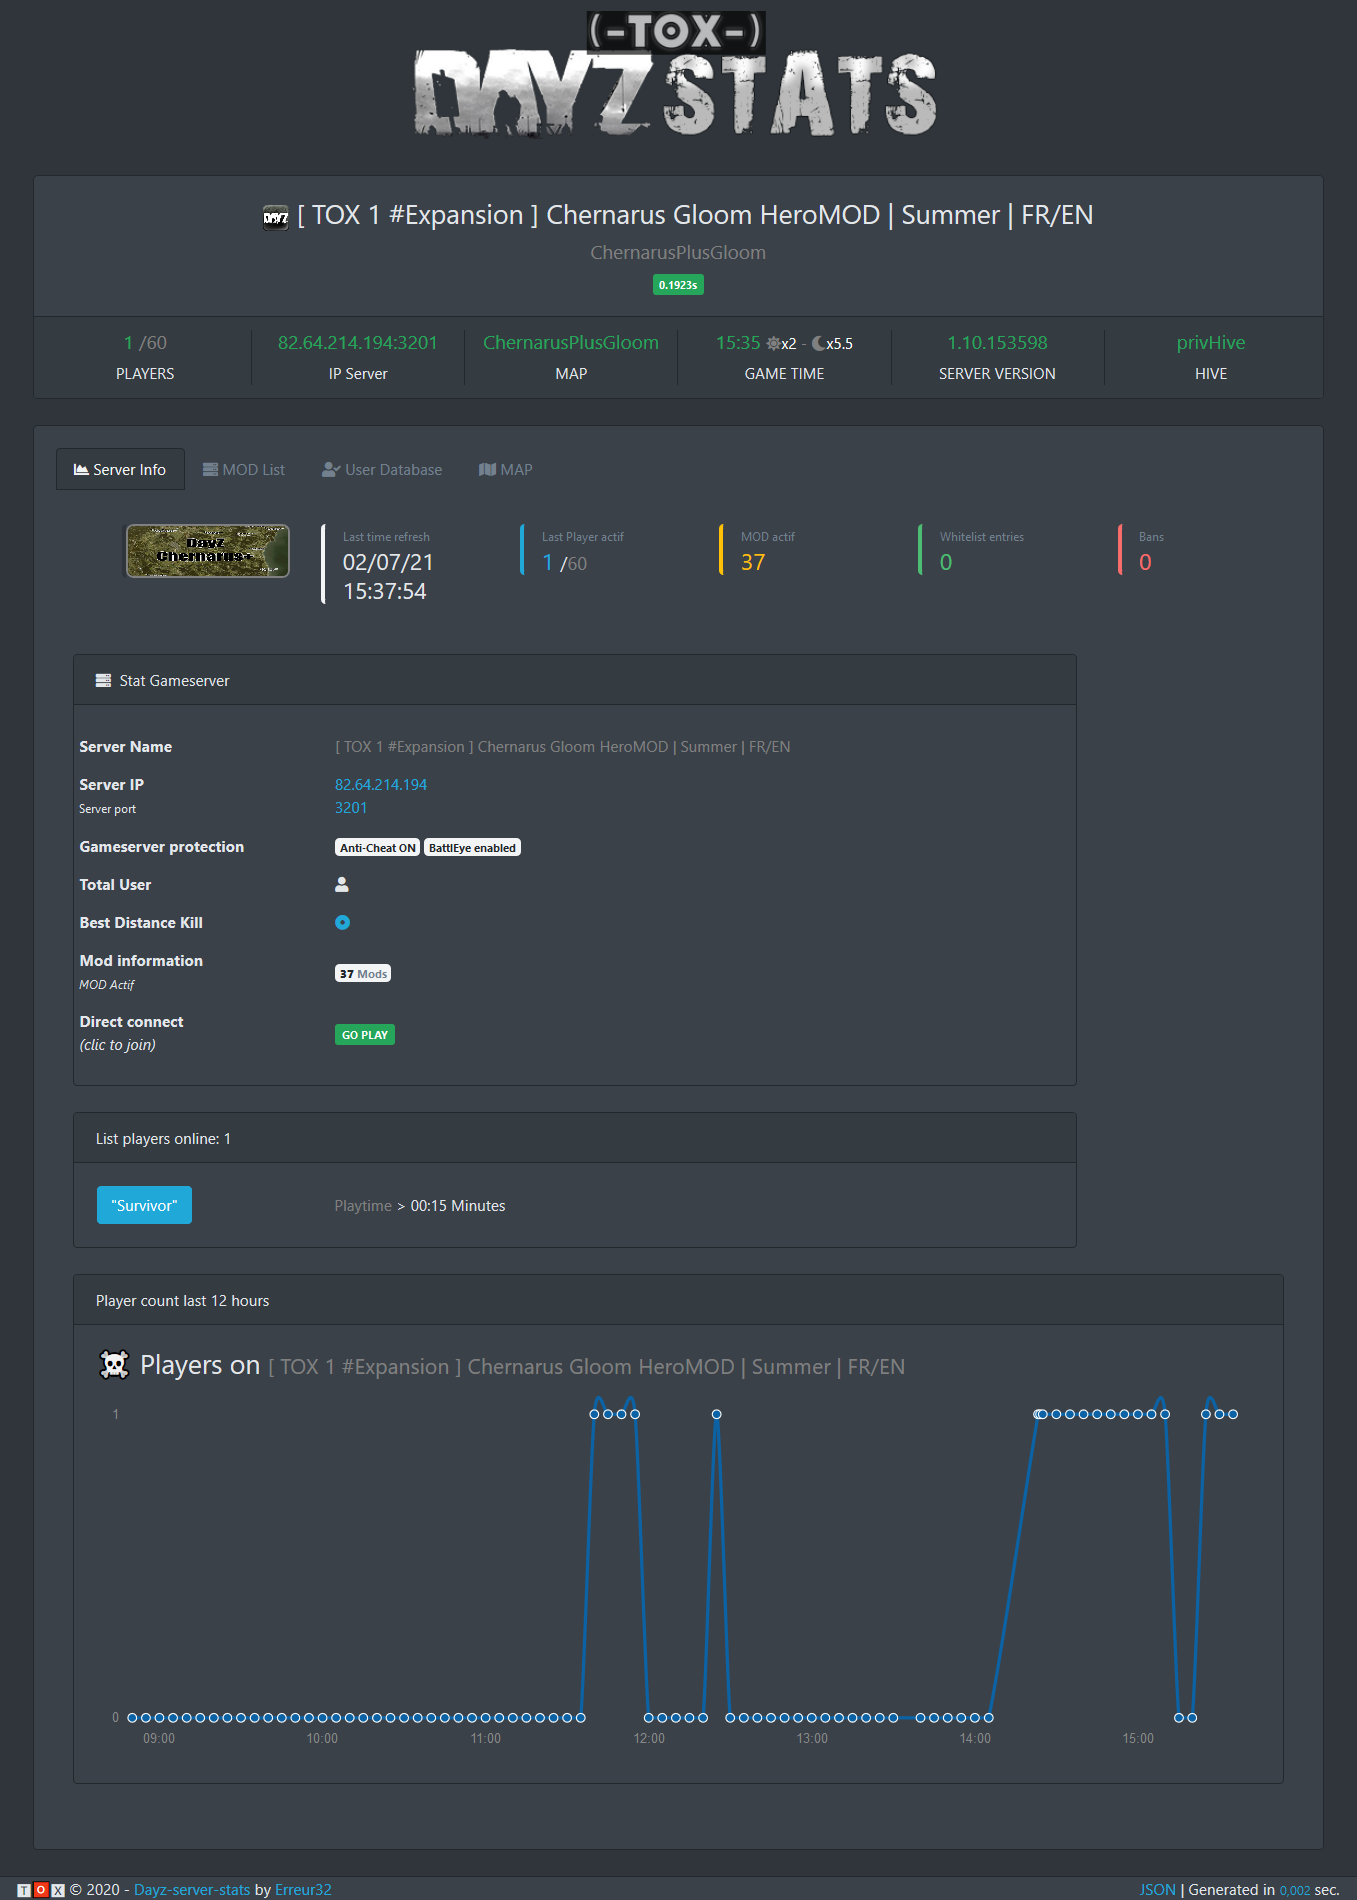 (-TOX-)
DAYZ STATS
[ TOX 1 #Expansion ] Chernarus Gloom HeroMOD | Summer | FR/EN
ChernarusPlusGloom
0.1923s
1 /60
PLAYERS
82.64.214.194:3201
IP Server
ChernarusPlusGloom
MAP
15:35 x2 - x5.5
GAME TIME
1.10.153598
SERVER VERSION
privHive
HIVE
Server Info
MOD List
User Database
MAP
DayZ
Chernarus+
Last time refresh
02/07/21
15:37:54
Last Player actif
1 /60
MOD actif
37
Whitelist entries
0
Bans
0
Stat Gameserver
Server Name [ TOX 1 #Expansion ] Chernarus Gloom HeroMOD | Summer | FR/EN
Server IP 82.64.214.194
Server port 3201
Gameserver protection Anti-Cheat ON BattlEye enabled
Total User
Best Distance Kill
Mod information
MOD Actif
37 Mods
Direct connect
(clic to join)
GO PLAY
List players online: 1
"Survivor" Playtime > 00:15 Minutes
Player count last 12 hours
Players on [ TOX 1 #Expansion ] Chernarus Gloom HeroMOD | Summer | FR/EN
1
0
09:00 10:00 11:00 12:00 13:00 14:00 15:00
TOX © 2020 - Dayz-server-stats by Erreur32
JSON | Generated in 0,002 sec.